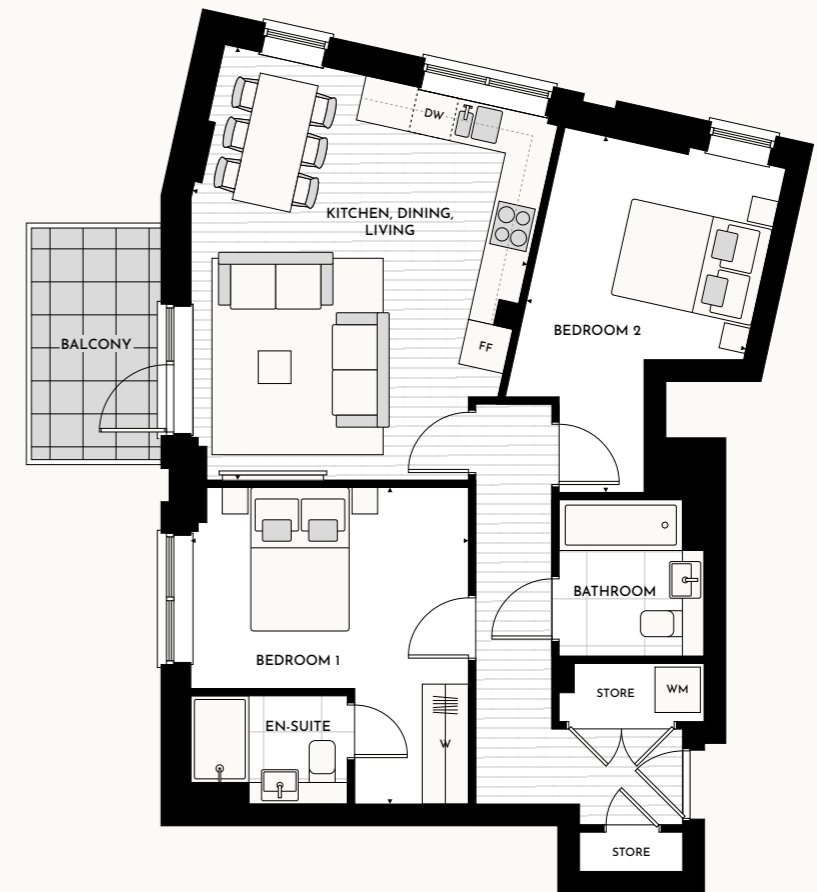 DW
KITCHEN, DINING,
LIVING
BEDROOM 2
BALCONY
FF
BATHROOM
BEDROOM 1
STORE
WM
EN-SUITE
W
STORE